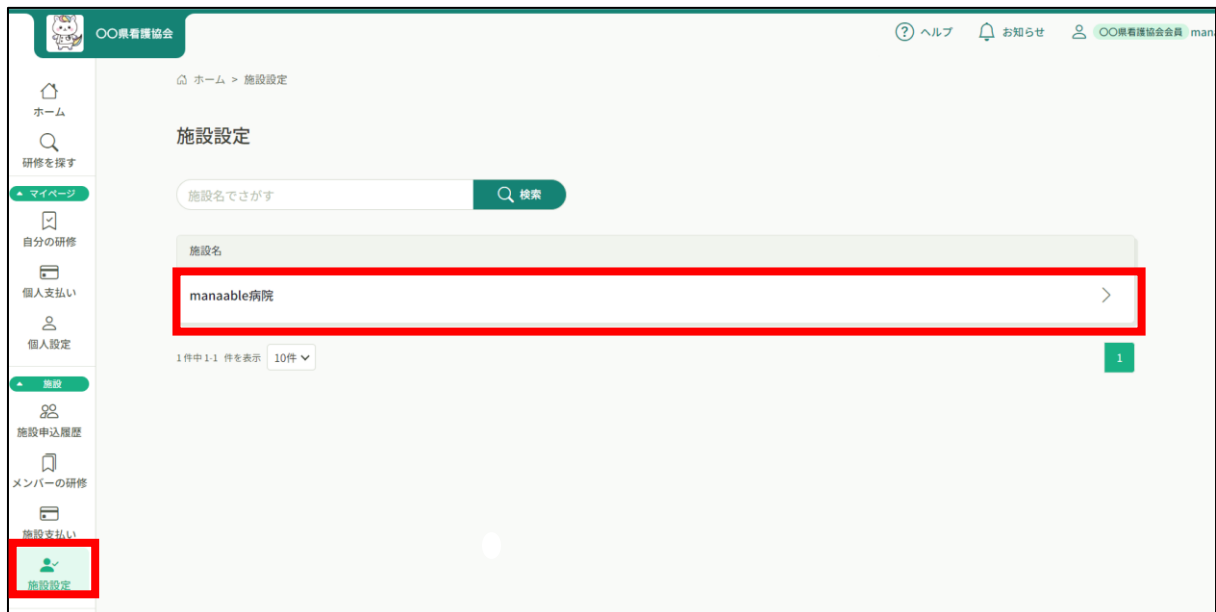 〇〇県看護協会
ヘルプ
お知らせ
〇〇県看護協会会員 mana
ホーム > 施設設定
ホーム
研修を探す
マイページ
自分の研修
個人支払い
個人設定
施設
施設申込履歴
メンバーの研修
施設支払い
施設設定
施設設定
施設名でさがす
検索
施設名
manaable病院
1件中1-1 件を表示 10件
1